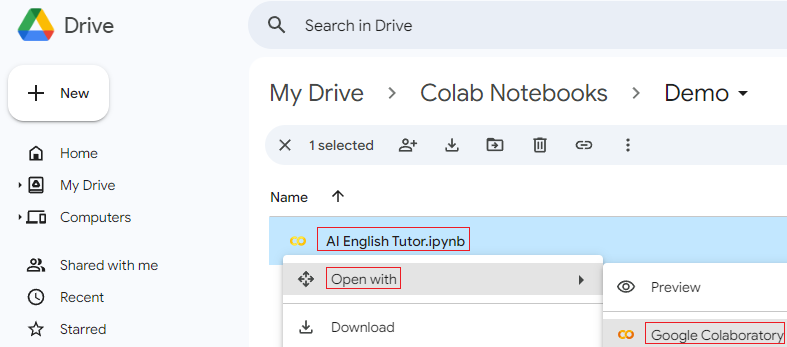 Drive
Search in Drive
New
My Drive > Colab Notebooks > Demo
1 selected
Home
My Drive
Computers
Name
AI English Tutor.ipynb
Shared with me
Open with
Preview
Recent
Download
Google Colaboratory
Starred